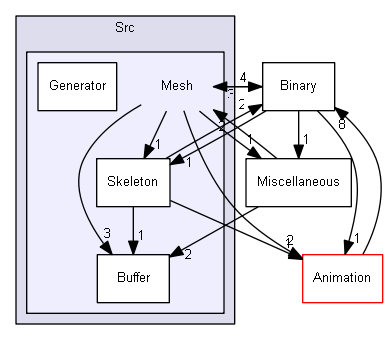 Src
Generator
Mesh
4
Binary
2
8
1
1
1
1
Skeleton
Miscellaneous
3
1
2
2
1
Buffer
Animation